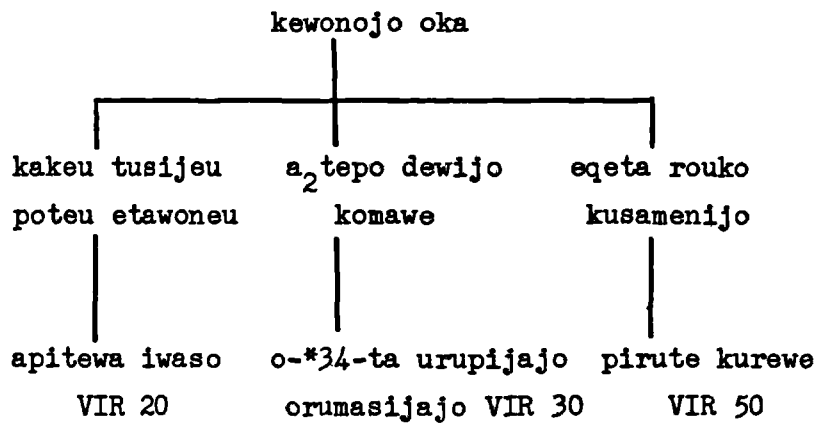 kewonojo oka
kakeu tusijeu a₂tepo dewijo eqeta rouko
poteu etawoneu komawe kusamenijo
apitewa iwaso o-*34-ta urupijajo pirute kurewe
VIR 20 orumasijajo VIR 30 VIR 50